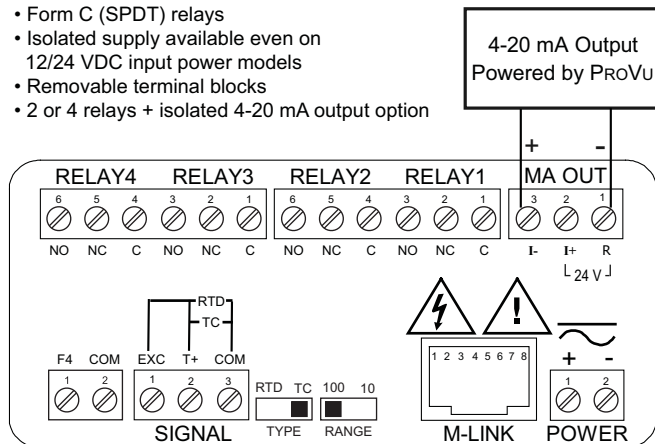 • Form C (SPDT) relays
• Isolated supply available even on
12/24 VDC input power models
• Removable terminal blocks
• 2 or 4 relays + isolated 4-20 mA output option
4-20 mA Output
Powered by PROVU
+ -
RELAY4 RELAY3 RELAY2 RELAY1 MA OUT
6 5 4 3 2 1 6 5 4 3 2 1 3 2 1
NO NC C NO NC C NO NC C NO NC C I- I+ R
24 V
RTD
TC
F4 COM EXC T+ COM
1 2 1 2 3
RTD TC 100 10
1 2 3 4 5 6 7 8
+ -
1 2
SIGNAL TYPE RANGE M-LINK POWER